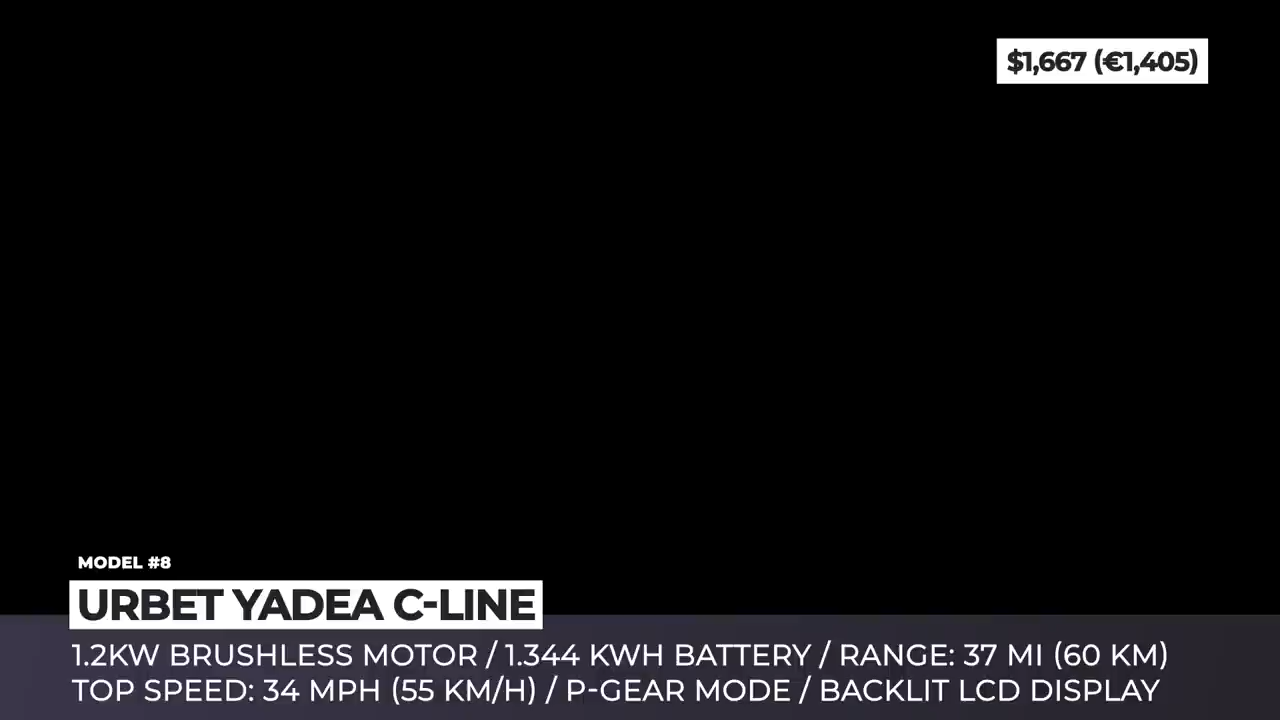 $1,667 (€1,405)
MODEL #8
URBET YADEA C-LINE
1.2KW BRUSHLESS MOTOR / 1.344 KWH BATTERY / RANGE: 37 MI (60 KM)
TOP SPEED: 34 MPH (55 KM/H) / P-GEAR MODE / BACKLIT LCD DISPLAY